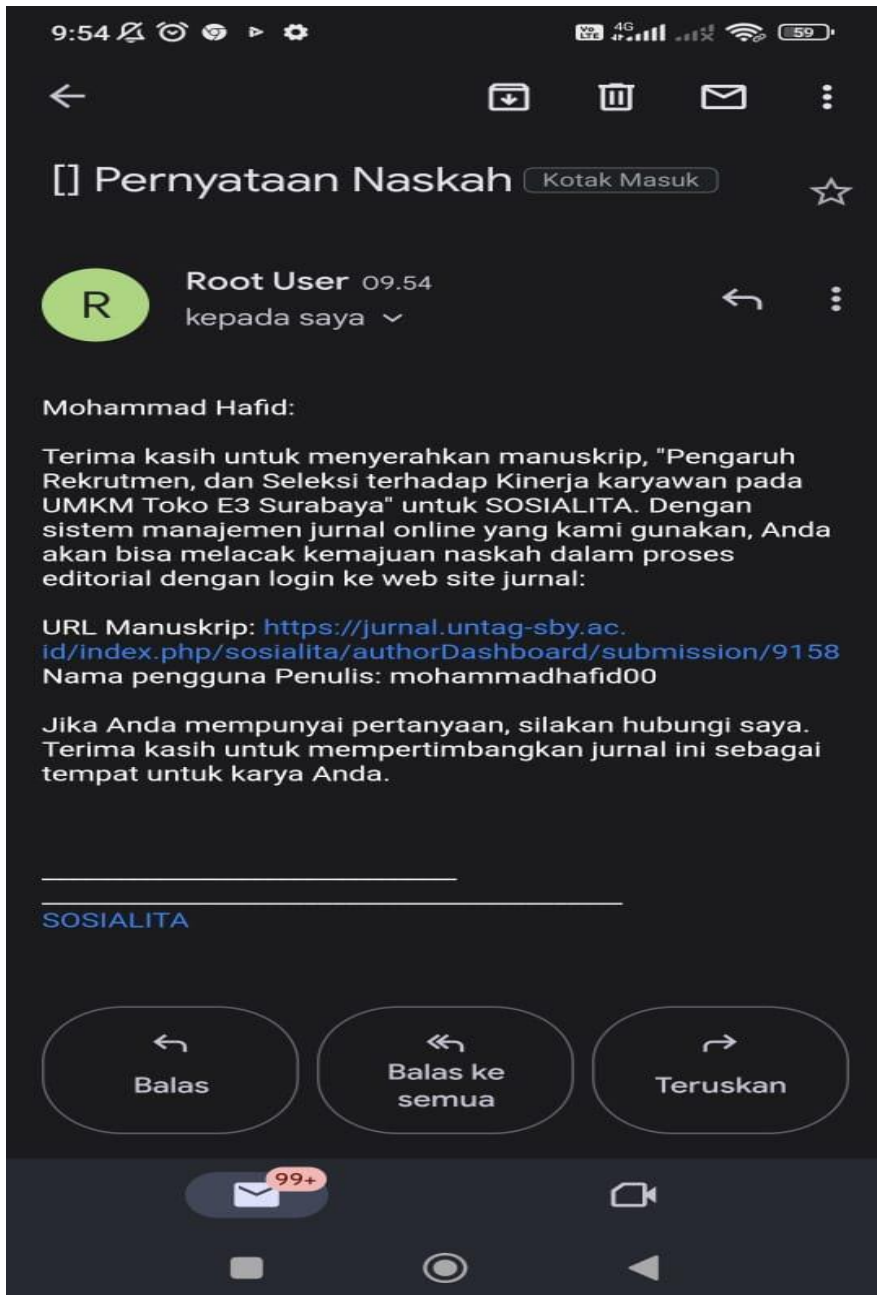 9:54
Vo LTE 4G 59
[] Pernyataan Naskah Kotak Masuk
R
Root User 09.54
kepada saya
Mohammad Hafid:
Terima kasih untuk menyerahkan manuskrip, "Pengaruh
Rekrutmen, dan Seleksi terhadap Kinerja karyawan pada
UMKM Toko E3 Surabaya" untuk SOSIALITA. Dengan
sistem manajemen jurnal online yang kami gunakan, Anda
akan bisa melacak kemajuan naskah dalam proses
editorial dengan login ke web site jurnal:
URL Manuskrip: https://jurnal.untag-sby.ac.
id/index.php/sosialita/authorDashboard/submission/9158
Nama pengguna Penulis: mohammadhafid00
Jika Anda mempunyai pertanyaan, silakan hubungi saya.
Terima kasih untuk mempertimbangkan jurnal ini sebagai
tempat untuk karya Anda.
SOSIALITA
Balas
Balas ke
semua
Teruskan
99+